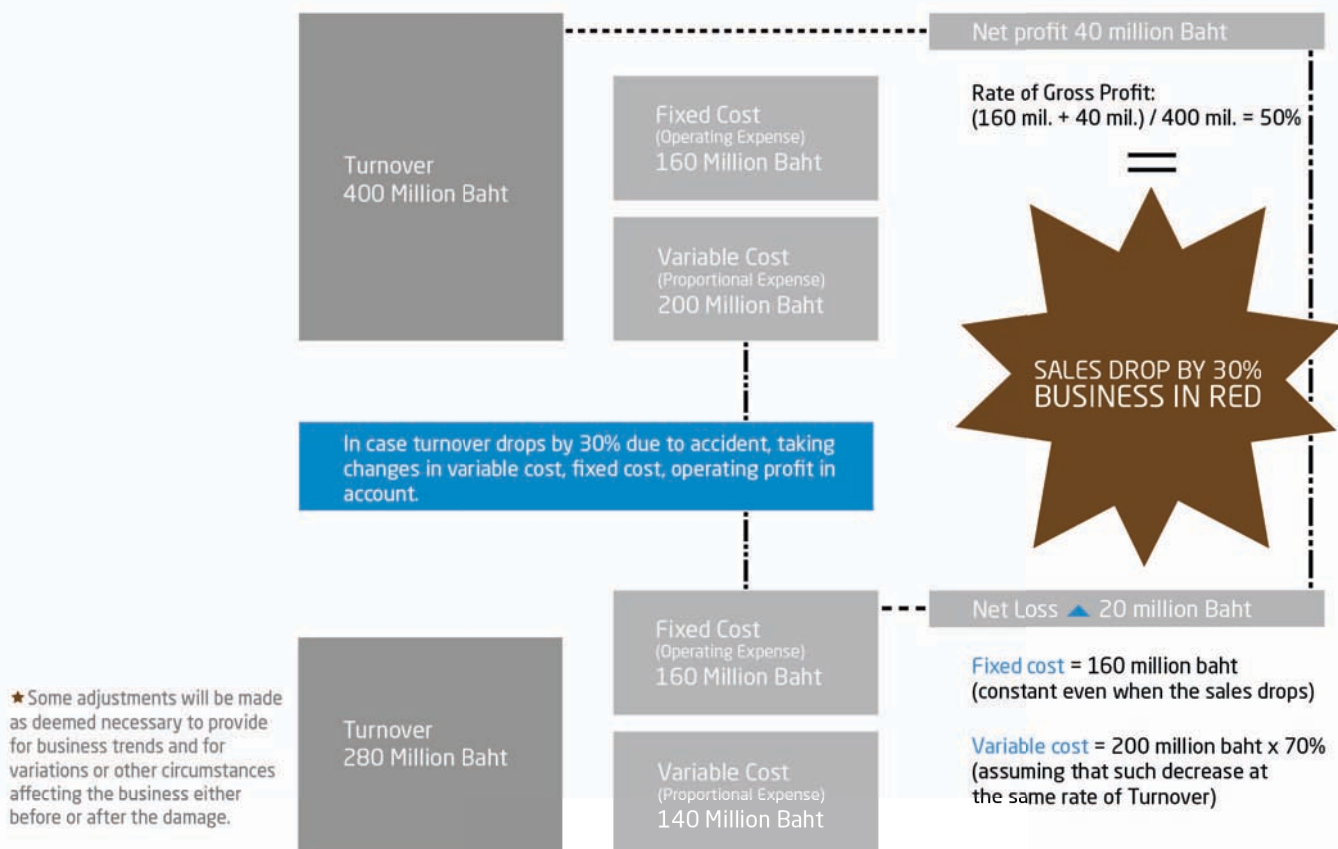 Net profit 40 million Baht
Turnover
400 Million Baht
Fixed Cost
(Operating Expense)
160 Million Baht
Variable Cost
(Proportional Expense)
200 Million Baht
Rate of Gross Profit:
(160 mil. + 40 mil.) / 400 mil. = 50%
=
SALES DROP BY 30%
BUSINESS IN RED
In case turnover drops by 30% due to accident, taking
changes in variable cost, fixed cost, operating profit in
account.
Net Loss ▲ 20 million Baht
Turnover
280 Million Baht
Fixed Cost
(Operating Expense)
160 Million Baht
Variable Cost
(Proportional Expense)
140 Million Baht
Fixed cost = 160 million baht
(constant even when the sales drops)
Variable cost = 200 million baht x 70%
(assuming that such decrease at
the same rate of Turnover)
★ Some adjustments will be made
as deemed necessary to provide
for business trends and for
variations or other circumstances
affecting the business either
before or after the damage.